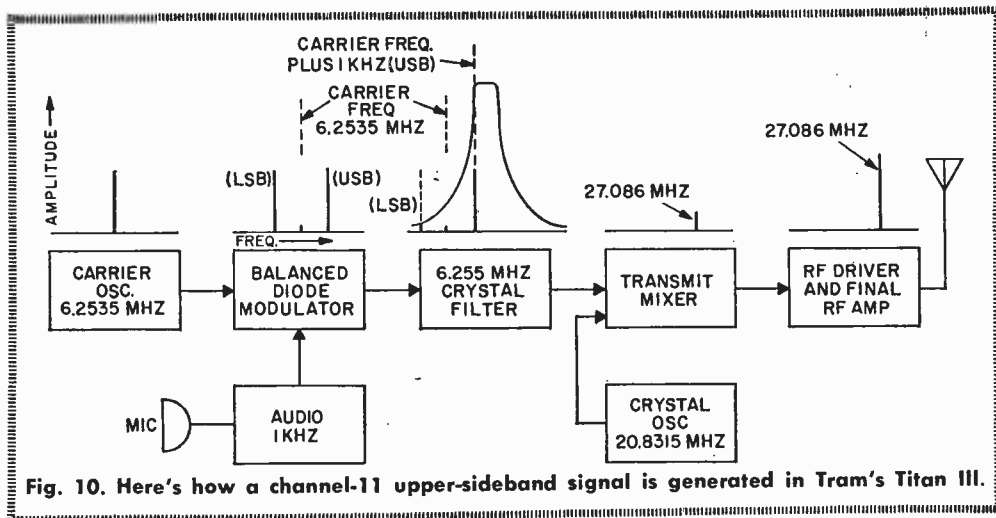 CARRIER FREQ.
PLUS 1 KHZ (USB)
CARRIER
FREQ
6.2535 MHZ
27.086 MHZ
27.086 MHZ
AMPLITUDE
(LSB)
(USB)
(LSB)
FREQ.
CARRIER
OSC.
6.2535 MHZ
BALANCED
DIODE
MODULATOR
6.255 MHZ
CRYSTAL
FILTER
TRANSMIT
MIXER
RF DRIVER
AND FINAL
RF AMP
MIC
AUDIO
1 KHZ
CRYSTAL
OSC
20.8315 MHZ
Fig. 10. Here's how a channel-11 upper-sideband signal is generated in Tram's Titan III.